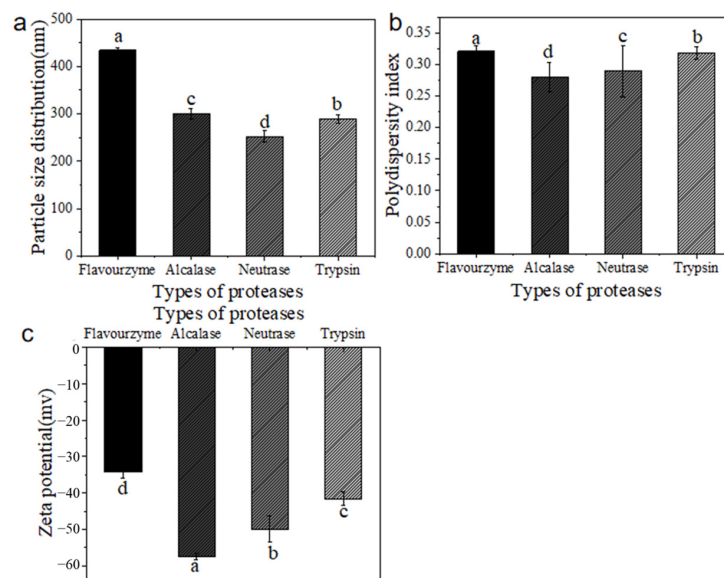 a
500
400
300
200
100
0
Particle size distribution(nm)
a
c
d
b
Flavourzyme Alcalase Neutrase Trypsin
Types of proteases
b
0.35
0.30
0.25
0.20
0.15
0.10
0.05
0.00
Polydispersity index
a
d
c
b
Flavourzyme Alcalase Neutrase Trypsin
Types of proteases
c
Types of proteases
Flavourzyme Alcalase Neutrase Trypsin
0
−10
−20
−30
−40
−50
−60
Zeta potential(mv)
d
a
b
c